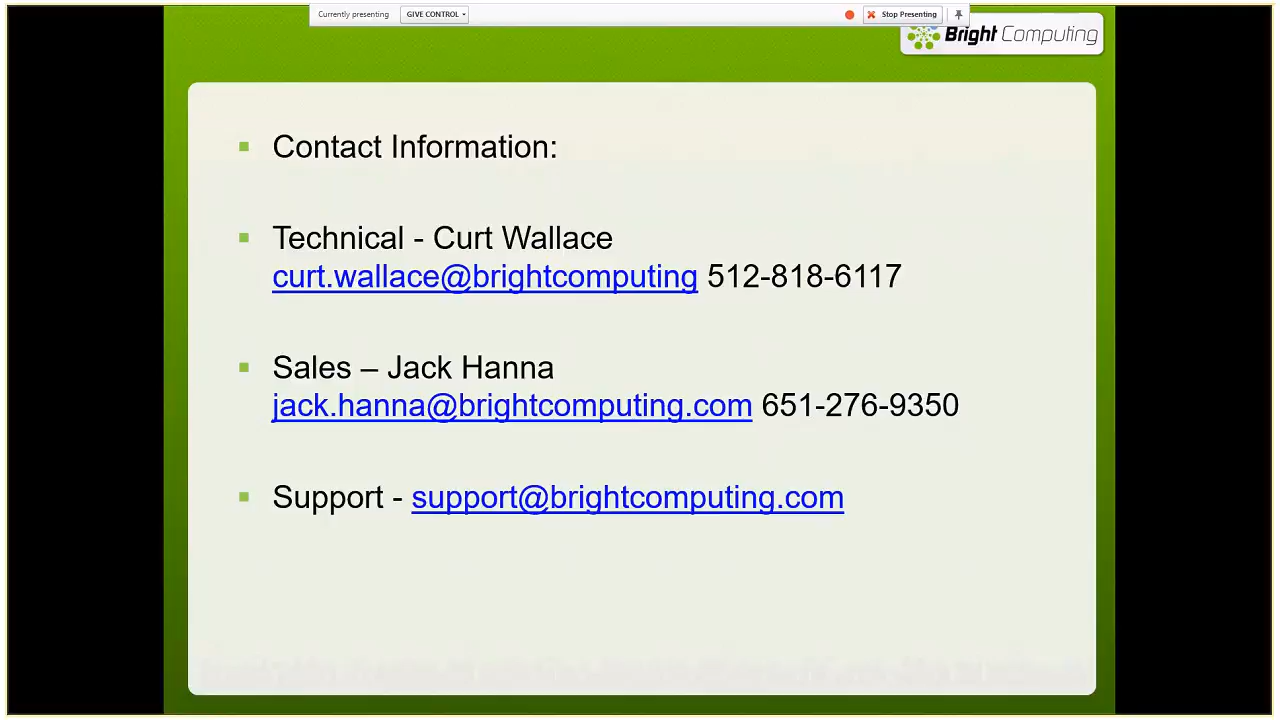 Currently presenting GIVE CONTROL Stop Presenting
Bright Computing
Contact Information:
Technical - Curt Wallace
curt.wallace@brightcomputing 512-818-6117
Sales – Jack Hanna
jack.hanna@brightcomputing.com 651-276-9350
Support - support@brightcomputing.com